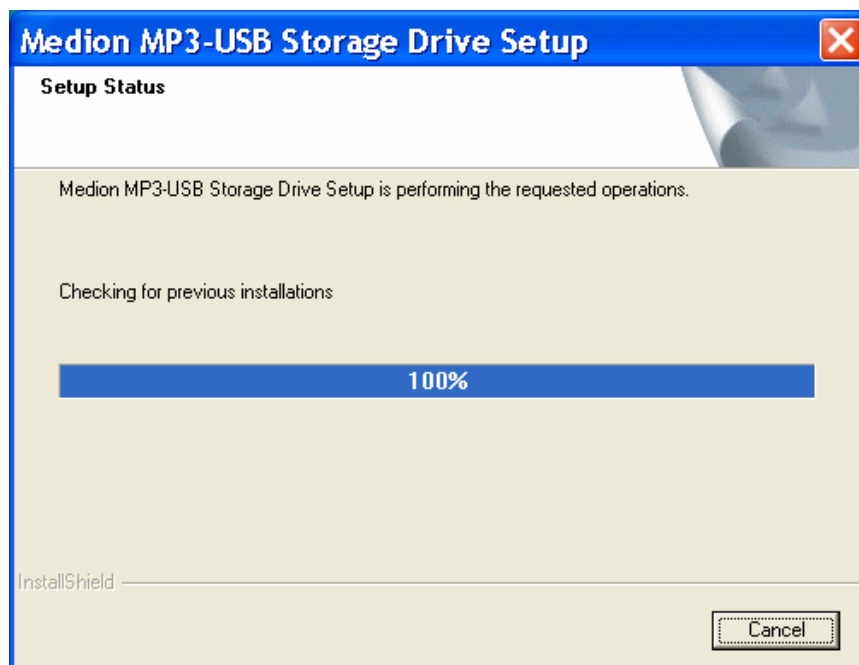 Medion MP3-USB Storage Drive Setup
Setup Status
Medion MP3-USB Storage Drive Setup is performing the requested operations.
Checking for previous installations
100%
InstallShield
Cancel